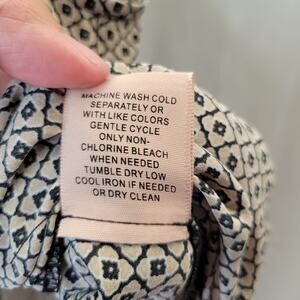 MACHINE WASH COLD
SEPARATELY OR
WITH LIKE COLORS
GENTLE CYCLE
ONLY NON-
CHLORINE BLEACH
WHEN NEEDED
TUMBLE DRY LOW
COOL IRON IF NEEDED
OR DRY CLEAN